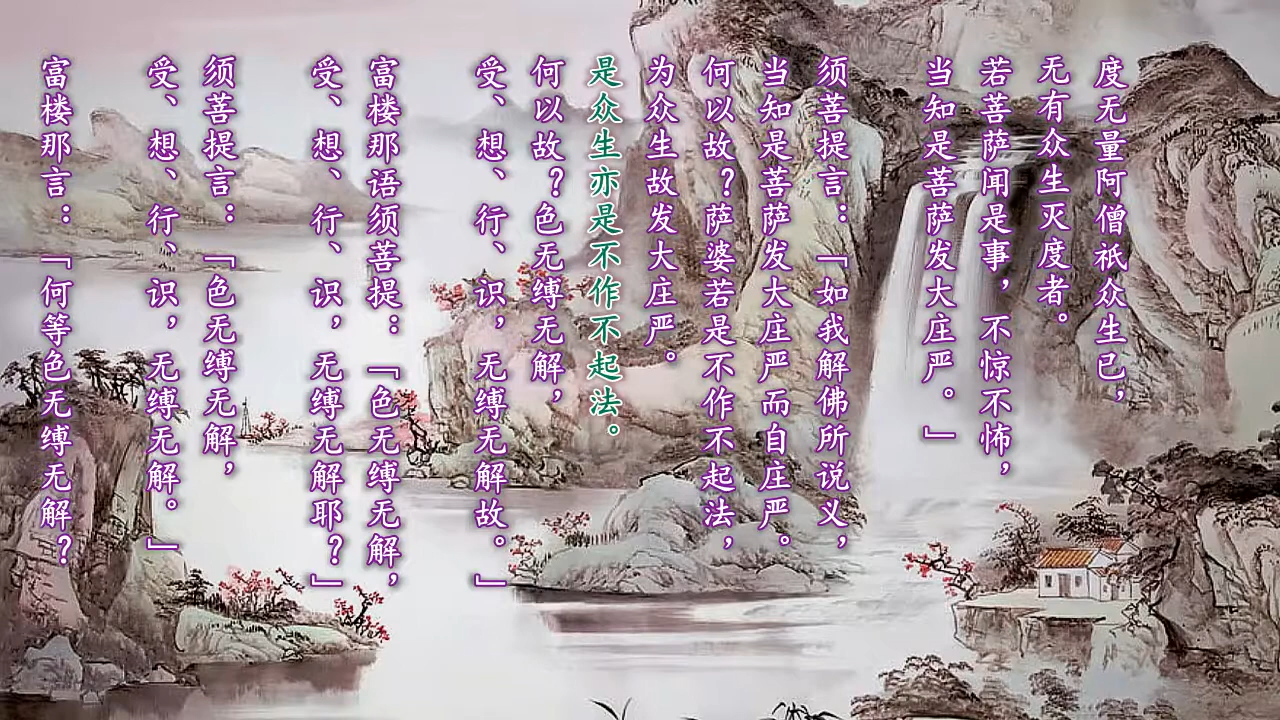 度无量阿僧祇众生已，
无有众生灭度者。
若菩萨闻是事，不惊不怖，
当知是菩萨发大庄严。」
须菩提言：「如我解佛所说义，
当知是菩萨发大庄严而自庄严。
何以故？萨婆若是不作不起法，
为众生故发大庄严。
是众生亦是不作不起法。
何以故？色无缚无解，
受、想、行、识，无缚无解故。」
富楼那语须菩提：「色无缚无解，
受、想、行、识，无缚无解耶？」
须菩提言：「色无缚无解，
受、想、行、识，无缚无解。」
富楼那言：「何等色无缚无解？